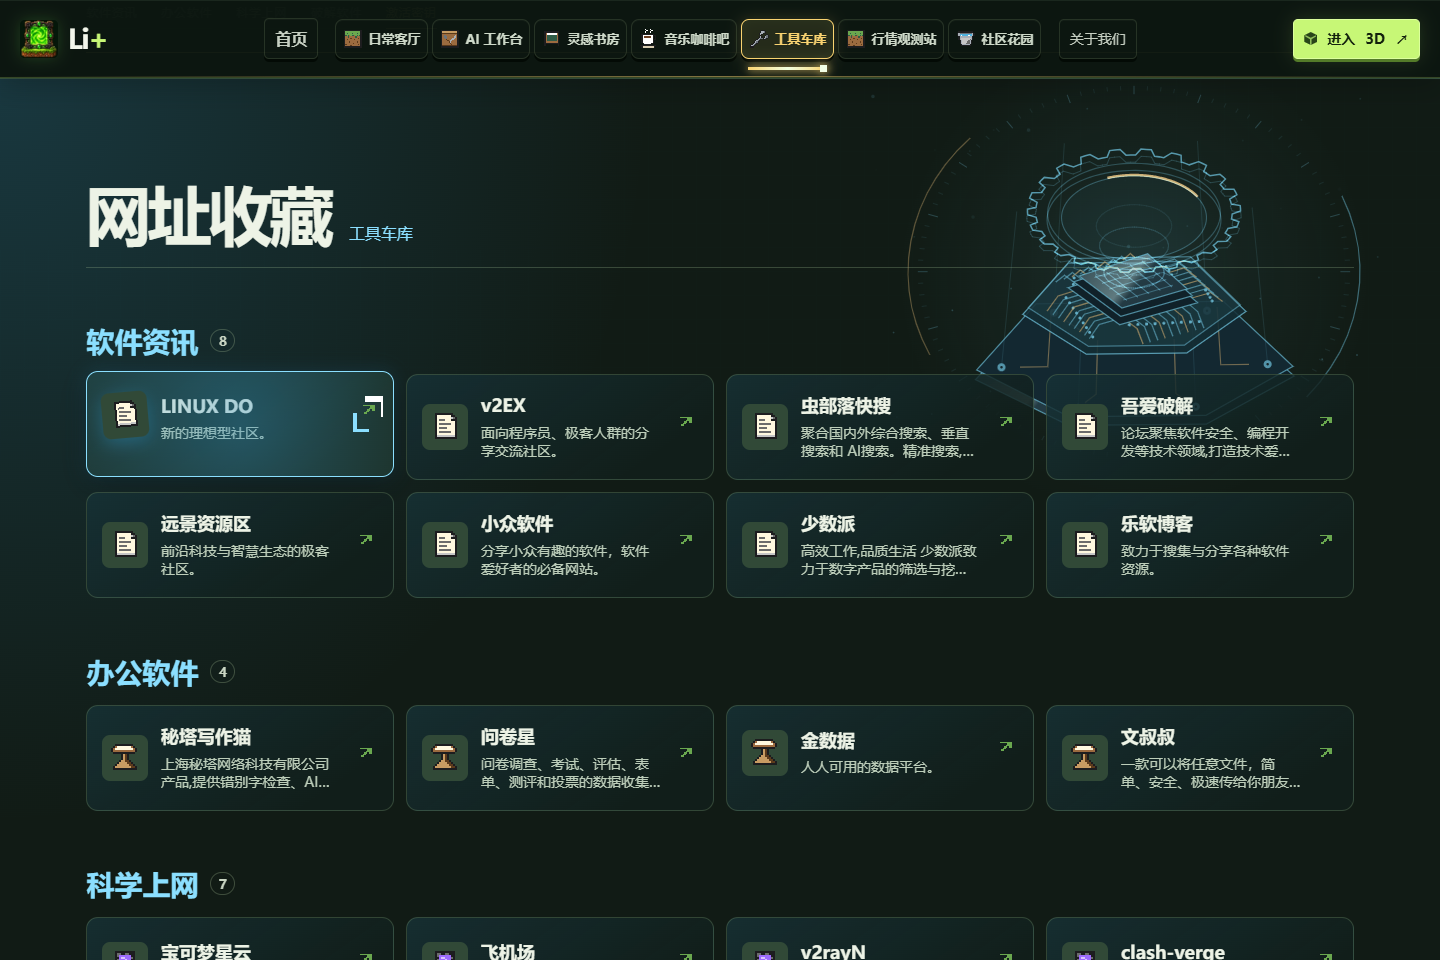 Li+
首页
日常客厅
AI 工作台
灵感书房
音乐咖啡吧
工具车库
行情观测站
社区花园
关于我们
进入 3D
网址收藏
工具车库
软件资讯 8
LINUX DO
新的理想型社区。
v2EX
面向程序员、极客人群的分
享交流社区。
虫部落快搜
聚合国内外综合搜索、垂直
搜索和 AI搜索。精准搜索,...
吾爱破解
论坛聚焦软件安全、编程开
发等技术领域,打造技术爱...
远景资源区
前沿科技与智慧生态的极客
社区。
小众软件
分享小众有趣的软件，软件
爱好者的必备网站。
少数派
高效工作,品质生活 少数派致
力于数字产品的筛选与挖...
乐软博客
致力于搜集与分享各种软件
资源。
办公软件 4
秘塔写作猫
上海秘塔网络科技有限公司
产品,提供错别字检查、AI...
问卷星
问卷调查、考试、评估、表
单、测评和投票的数据收集...
金数据
人人可用的数据平台。
文叔叔
一款可以将任意文件，简
单、安全、极速传给你朋友...
科学上网 7
宝可梦星云
飞机场
v2rayN
clash-verge